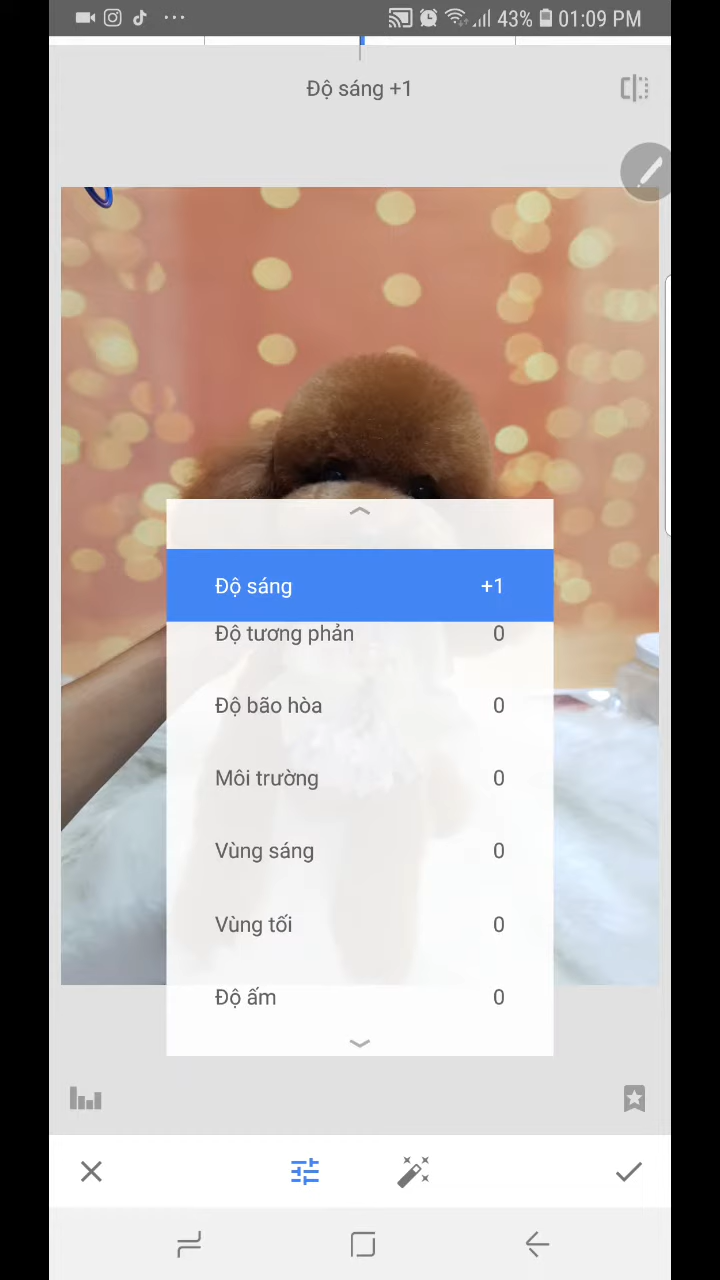 43% 01:09 PM
Độ sáng +1
Độ sáng +1
Độ tương phản 0
Độ bão hòa 0
Môi trường 0
Vùng sáng 0
Vùng tối 0
Độ ấm 0